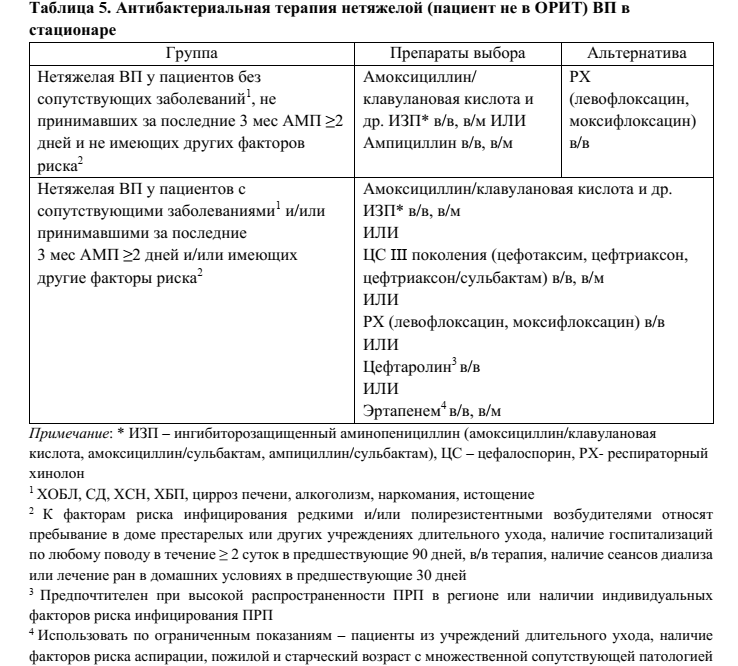 Таблица 5. Антибактериальная терапия нетяжелой (пациент не в ОРИТ) ВП в
стационаре
Группа
Препараты выбора
Альтернатива
Нетяжелая ВП у пациентов без
сопутствующих заболеваний¹, не
принимавших за последние 3 мес АМП ≥2
дней и не имеющих других факторов
риска²
Амоксициллин/
клавулановая кислота и
др. ИЗП* в/в, в/м ИЛИ
Ампициллин в/в, в/м
РХ
(левофлоксацин,
моксифлоксацин)
в/в
Нетяжелая ВП у пациентов с
сопутствующими заболеваниями¹ и/или
принимавшими за последние
3 мес АМП ≥2 дней и/или имеющих
другие факторы риска²
Амоксициллин/клавулановая кислота и др.
ИЗП* в/в, в/м
ИЛИ
ЦС III поколения (цефотаксим, цефтриаксон,
цефтриаксон/сульбактам) в/в, в/м
ИЛИ
РХ (левофлоксацин, моксифлоксацин) в/в
ИЛИ
Цефтаролин³ в/в
ИЛИ
Эртапенем⁴ в/в, в/м
Примечание: * ИЗП – ингибиторозащищенный аминопенициллин (амоксициллин/клавулановая
кислота, амоксициллин/сульбактам, ампициллин/сульбактам), ЦС – цефалоспорин, РХ- респираторный
хинолон
¹ ХОБЛ, СД, ХСН, ХБП, цирроз печени, алкоголизм, наркомания, истощение
² К факторам риска инфицирования редкими и/или полирезистентными возбудителями относят
пребывание в доме престарелых или других учреждениях длительного ухода, наличие госпитализаций
по любому поводу в течение ≥ 2 суток в предшествующие 90 дней, в/в терапия, наличие сеансов диализа
или лечение ран в домашних условиях в предшествующие 30 дней
³ Предпочтителен при высокой распространенности ПРП в регионе или наличии индивидуальных
факторов риска инфицирования ПРП
⁴ Использовать по ограниченным показаниям – пациенты из учреждений длительного ухода, наличие
факторов риска аспирации, пожилой и старческий возраст с множественной сопутствующей патологией